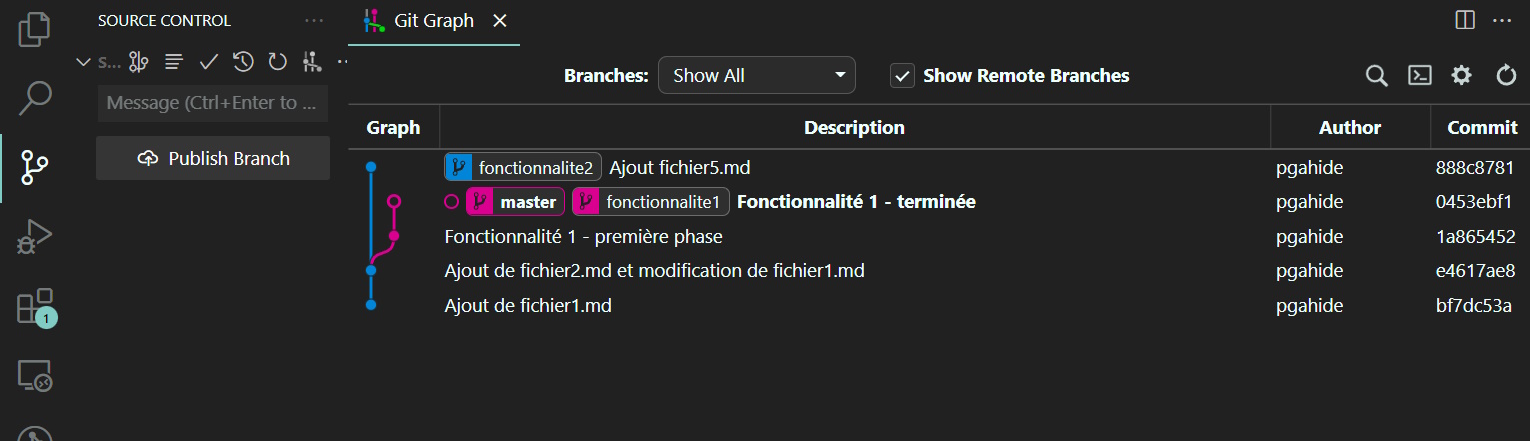 SOURCE CONTROL ...
Git Graph
S...
Message (Ctrl+Enter to ...
Publish Branch
Branches: Show All Show Remote Branches
Graph Description Author Commit
fonctionnalite2 Ajout fichier5.md pgahide 888c8781
master fonctionnalite1 Fonctionnalité 1 - terminée pgahide 0453ebf1
Fonctionnalité 1 - première phase pgahide 1a865452
Ajout de fichier2.md et modification de fichier1.md pgahide e4617ae8
Ajout de fichier1.md pgahide bf7dc53a
1